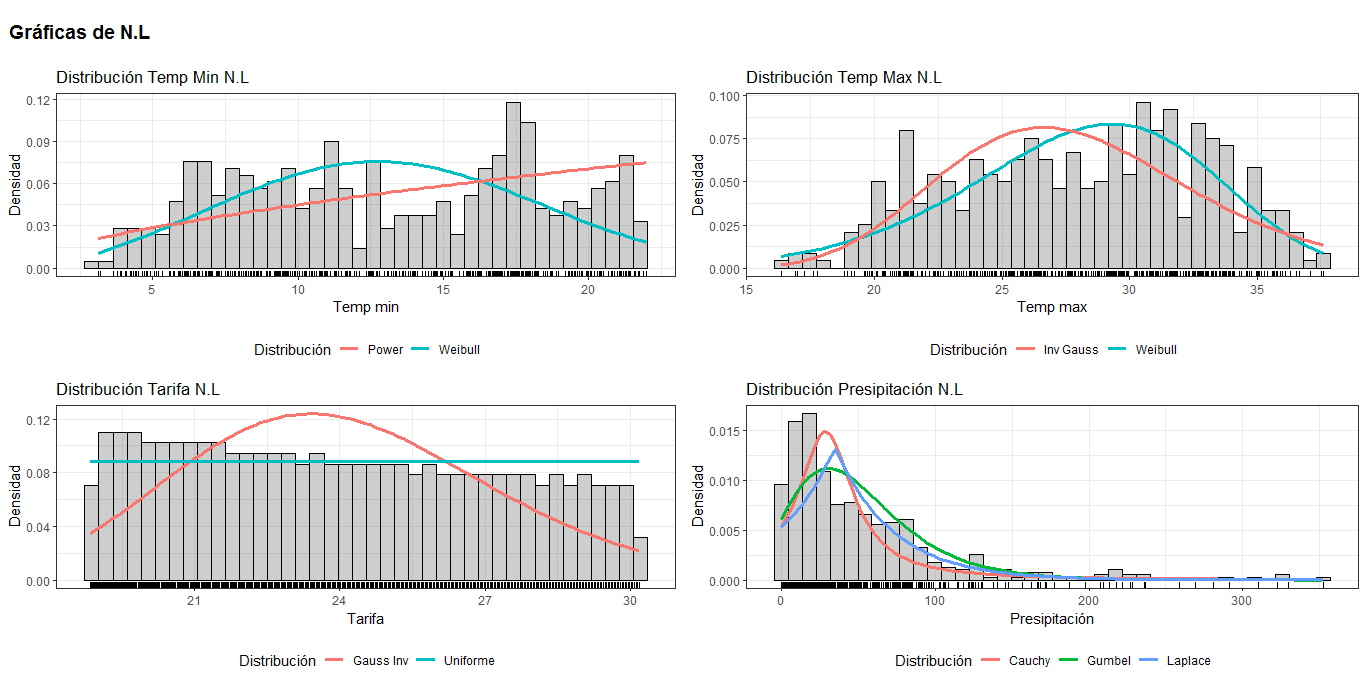 Gráficas de N.L
Distribución Temp Min N.L
0.12
0.09
0.06
0.03
0.00
Densidad
5 10 15 20
Temp min
Distribución Power Weibull
Distribución Temp Max N.L
0.100
0.075
0.050
0.025
0.000
Densidad
15 20 25 30 35
Temp max
Distribución Inv Gauss Weibull
Distribución Tarifa N.L
0.12
0.08
0.04
0.00
Densidad
21 24 27 30
Tarifa
Distribución Gauss Inv Uniforme
Distribución Presipitación N.L
0.015
0.010
0.005
0.000
Densidad
0 100 200 300
Precipitación
Distribución Cauchy Gumbel Laplace